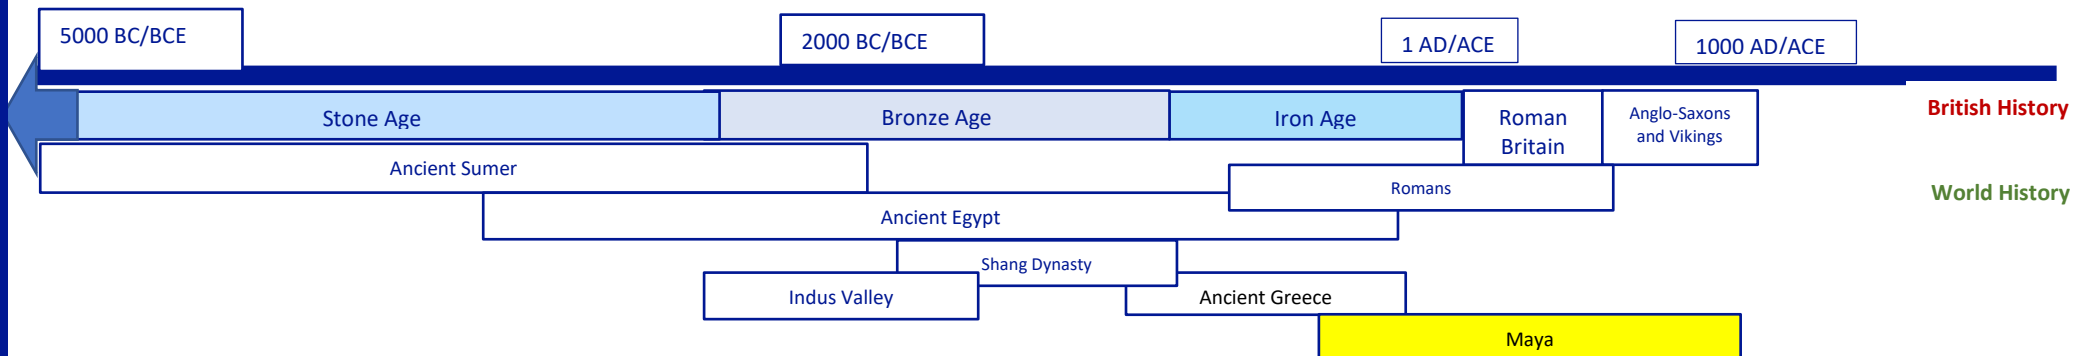 5000 BC/BCE
2000 BC/BCE
1 AD/ACE
1000 AD/ACE
Stone Age
Bronze Age
Iron Age
Roman
Britain
Anglo-Saxons
and Vikings
British History
Ancient Sumer
Romans
World History
Ancient Egypt
Shang Dynasty
Indus Valley
Ancient Greece
Maya